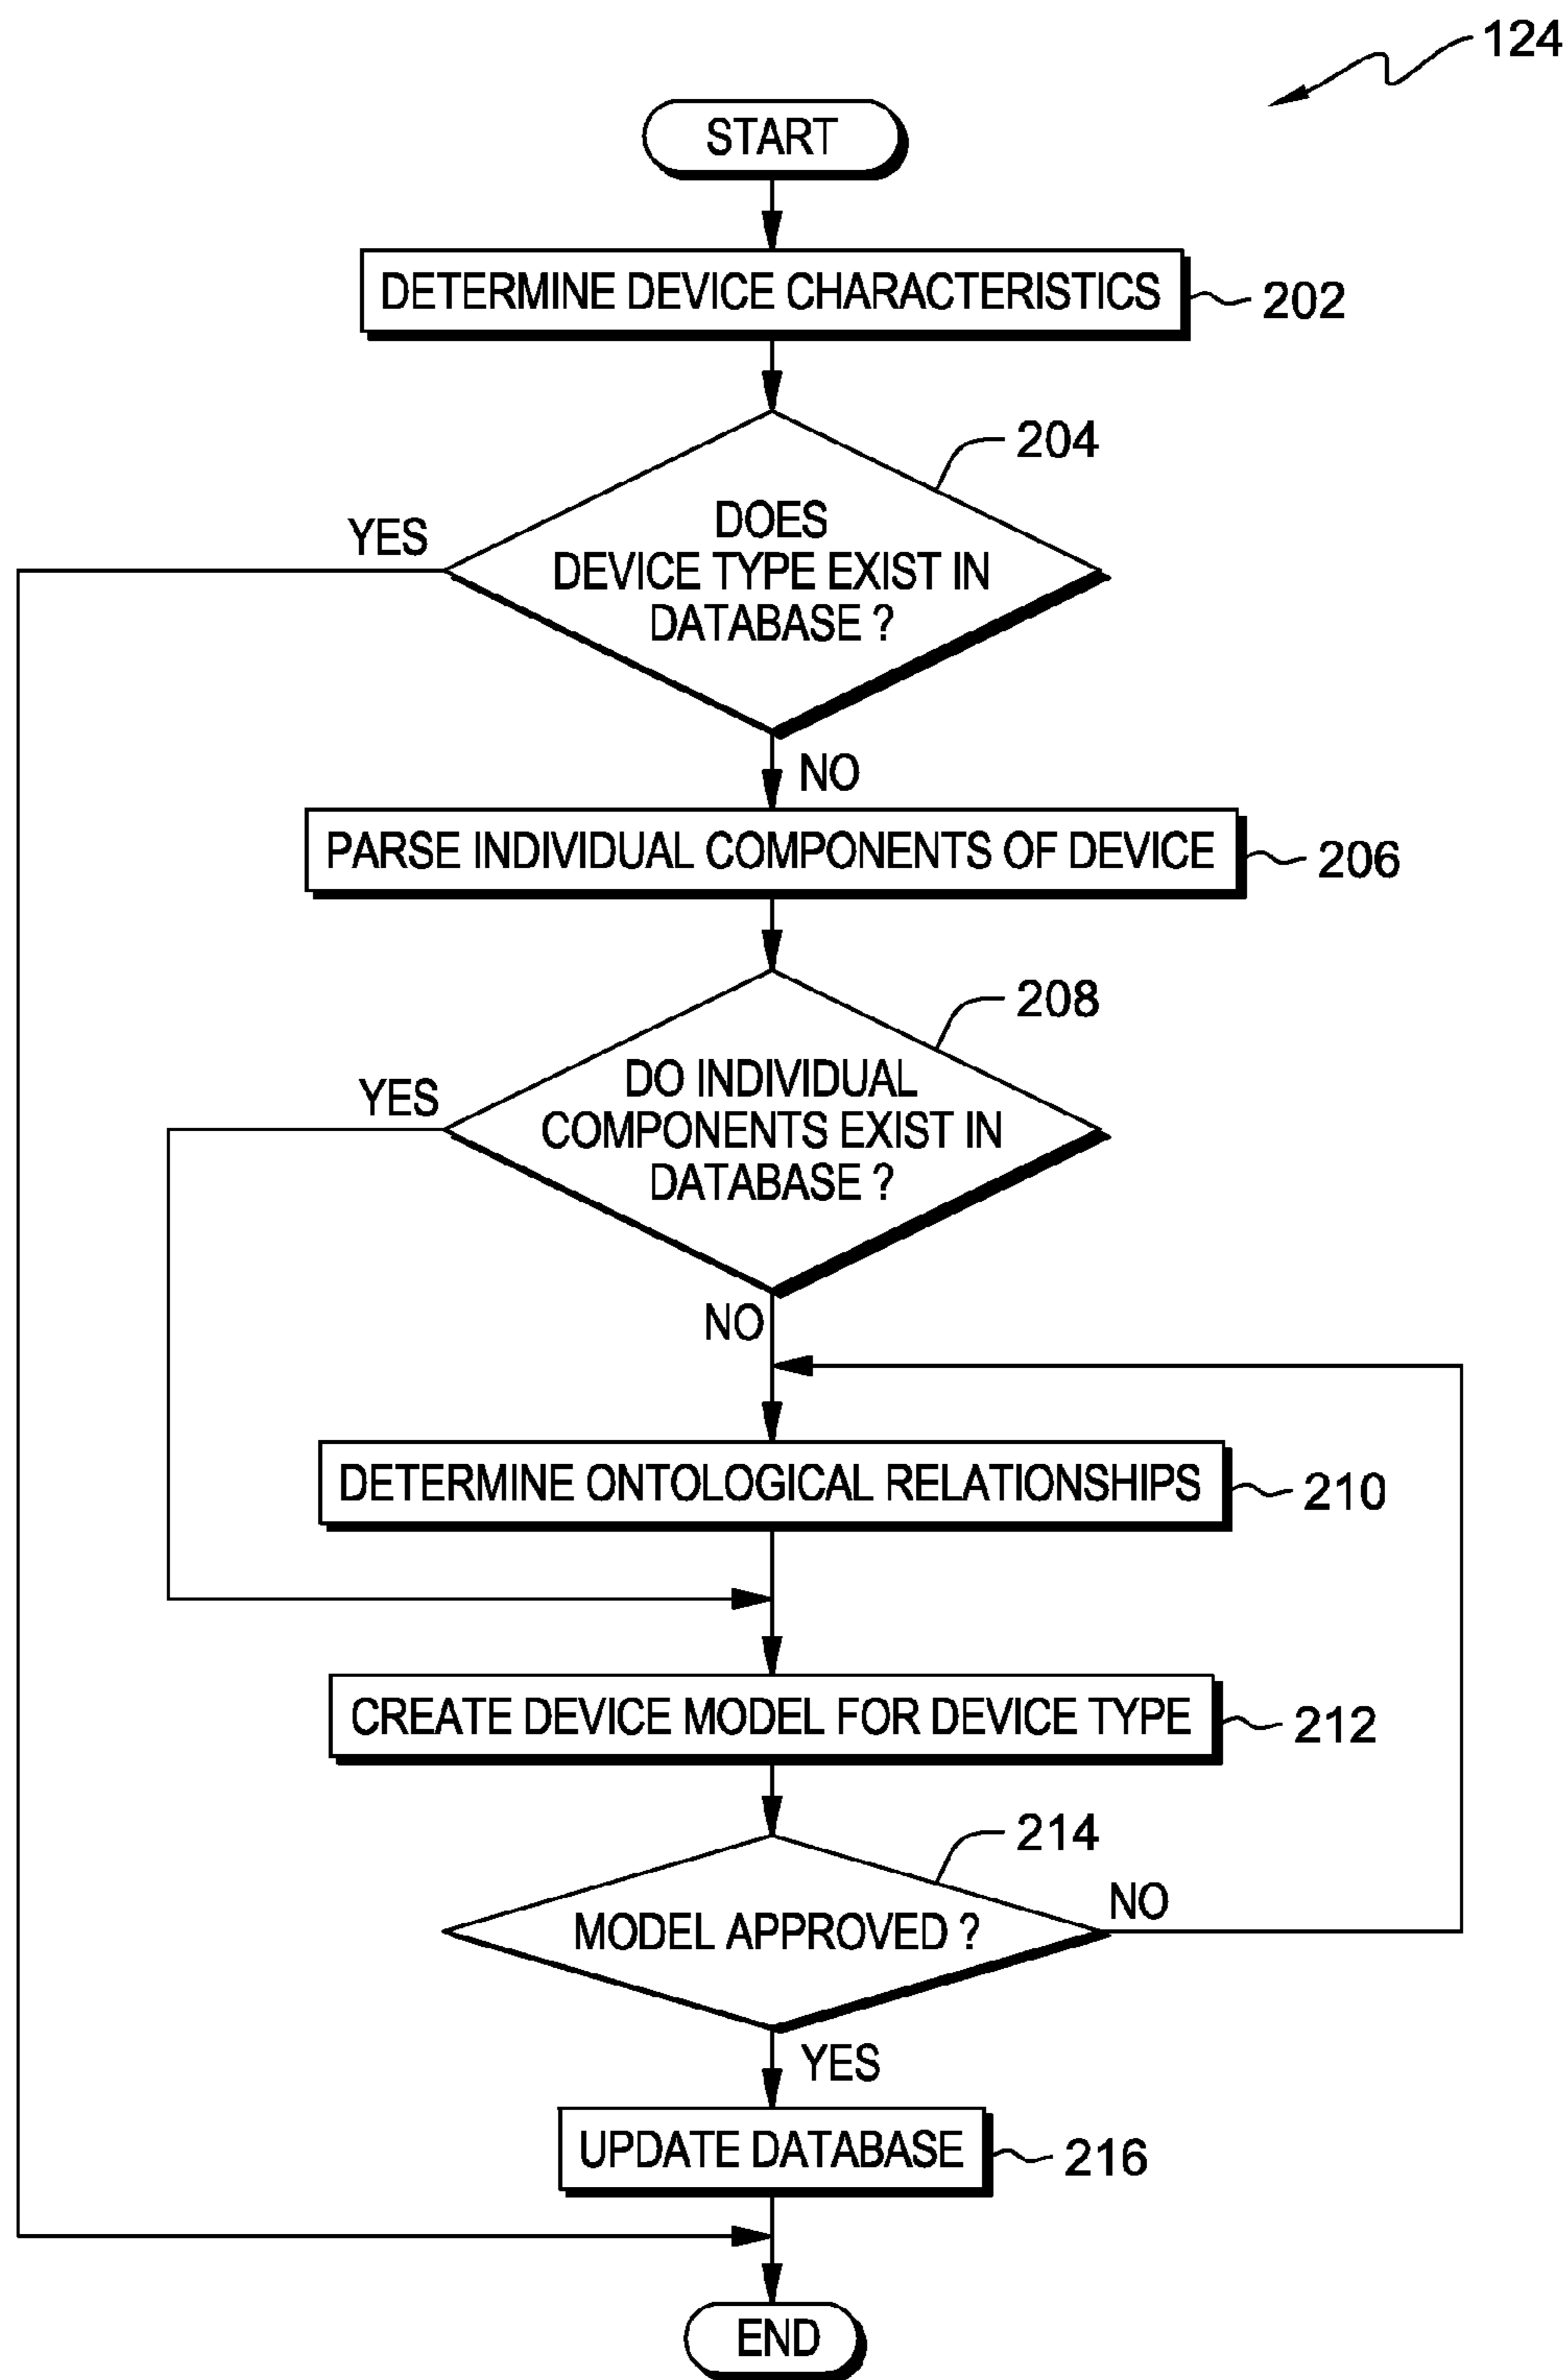 124
START
DETERMINE DEVICE CHARACTERISTICS
202
204
DOES
DEVICE TYPE EXIST IN
DATABASE ?
YES
NO
PARSE INDIVIDUAL COMPONENTS OF DEVICE
206
208
DO INDIVIDUAL
COMPONENTS EXIST IN
DATABASE ?
YES
NO
DETERMINE ONTOLOGICAL RELATIONSHIPS
210
CREATE DEVICE MODEL FOR DEVICE TYPE
212
214
MODEL APPROVED ?
NO
YES
UPDATE DATABASE
216
END